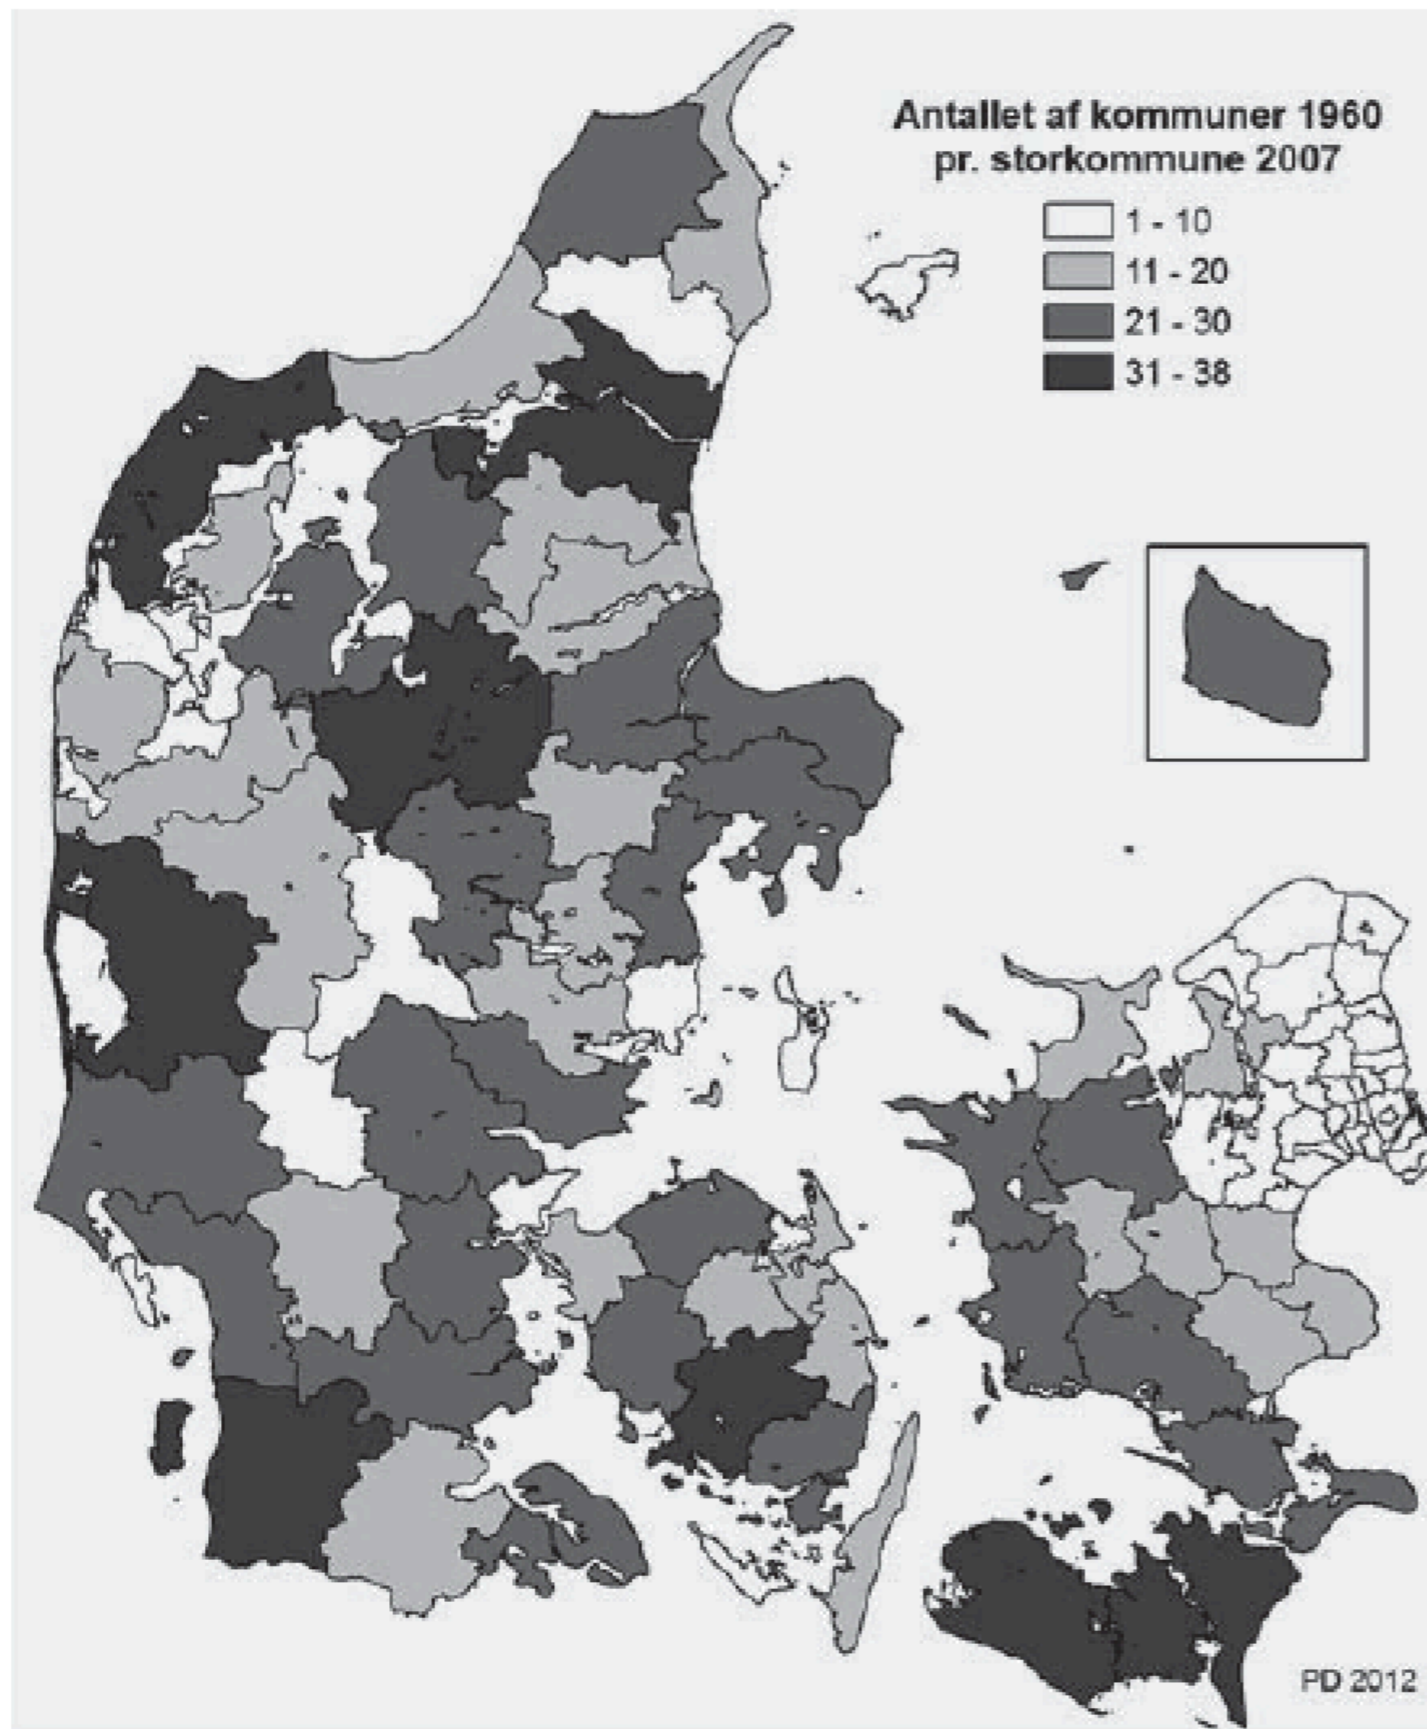 Antallet af kommuner 1960
pr. storkommune 2007
1 - 10
11 - 20
21 - 30
31 - 38
PD 2012